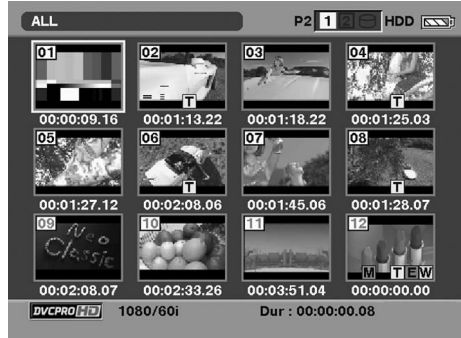 ALL P2 1 2 HDD
01 02 03 04
T T
00:00:09.16 00:01:13.22 00:01:18.22 00:01:25.03
05 06 07 08
T T
00:01:27.12 00:02:08.06 00:01:45.06 00:01:28.07
09 10 11 12
Neo
Classic
M T E W
00:02:08.07 00:02:33.26 00:03:51.04 00:00:00.00
DVCPRO HD 1080/60i Dur : 00:00:00.08